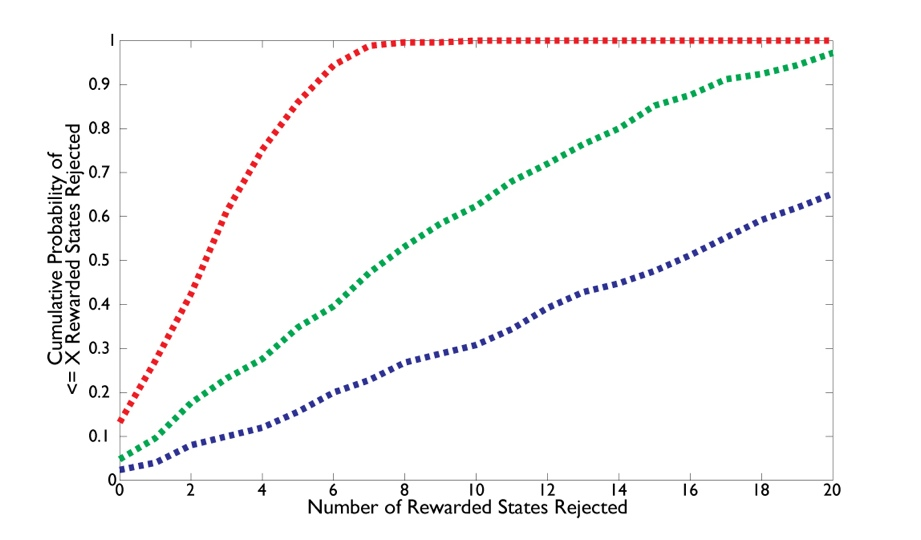 Cumulative Probability of
<= X Rewarded States Rejected
1
0.9
0.8
0.7
0.6
0.5
0.4
0.3
0.2
0.1
0
0 2 4 6 8 10 12 14 16 18 20
Number of Rewarded States Rejected